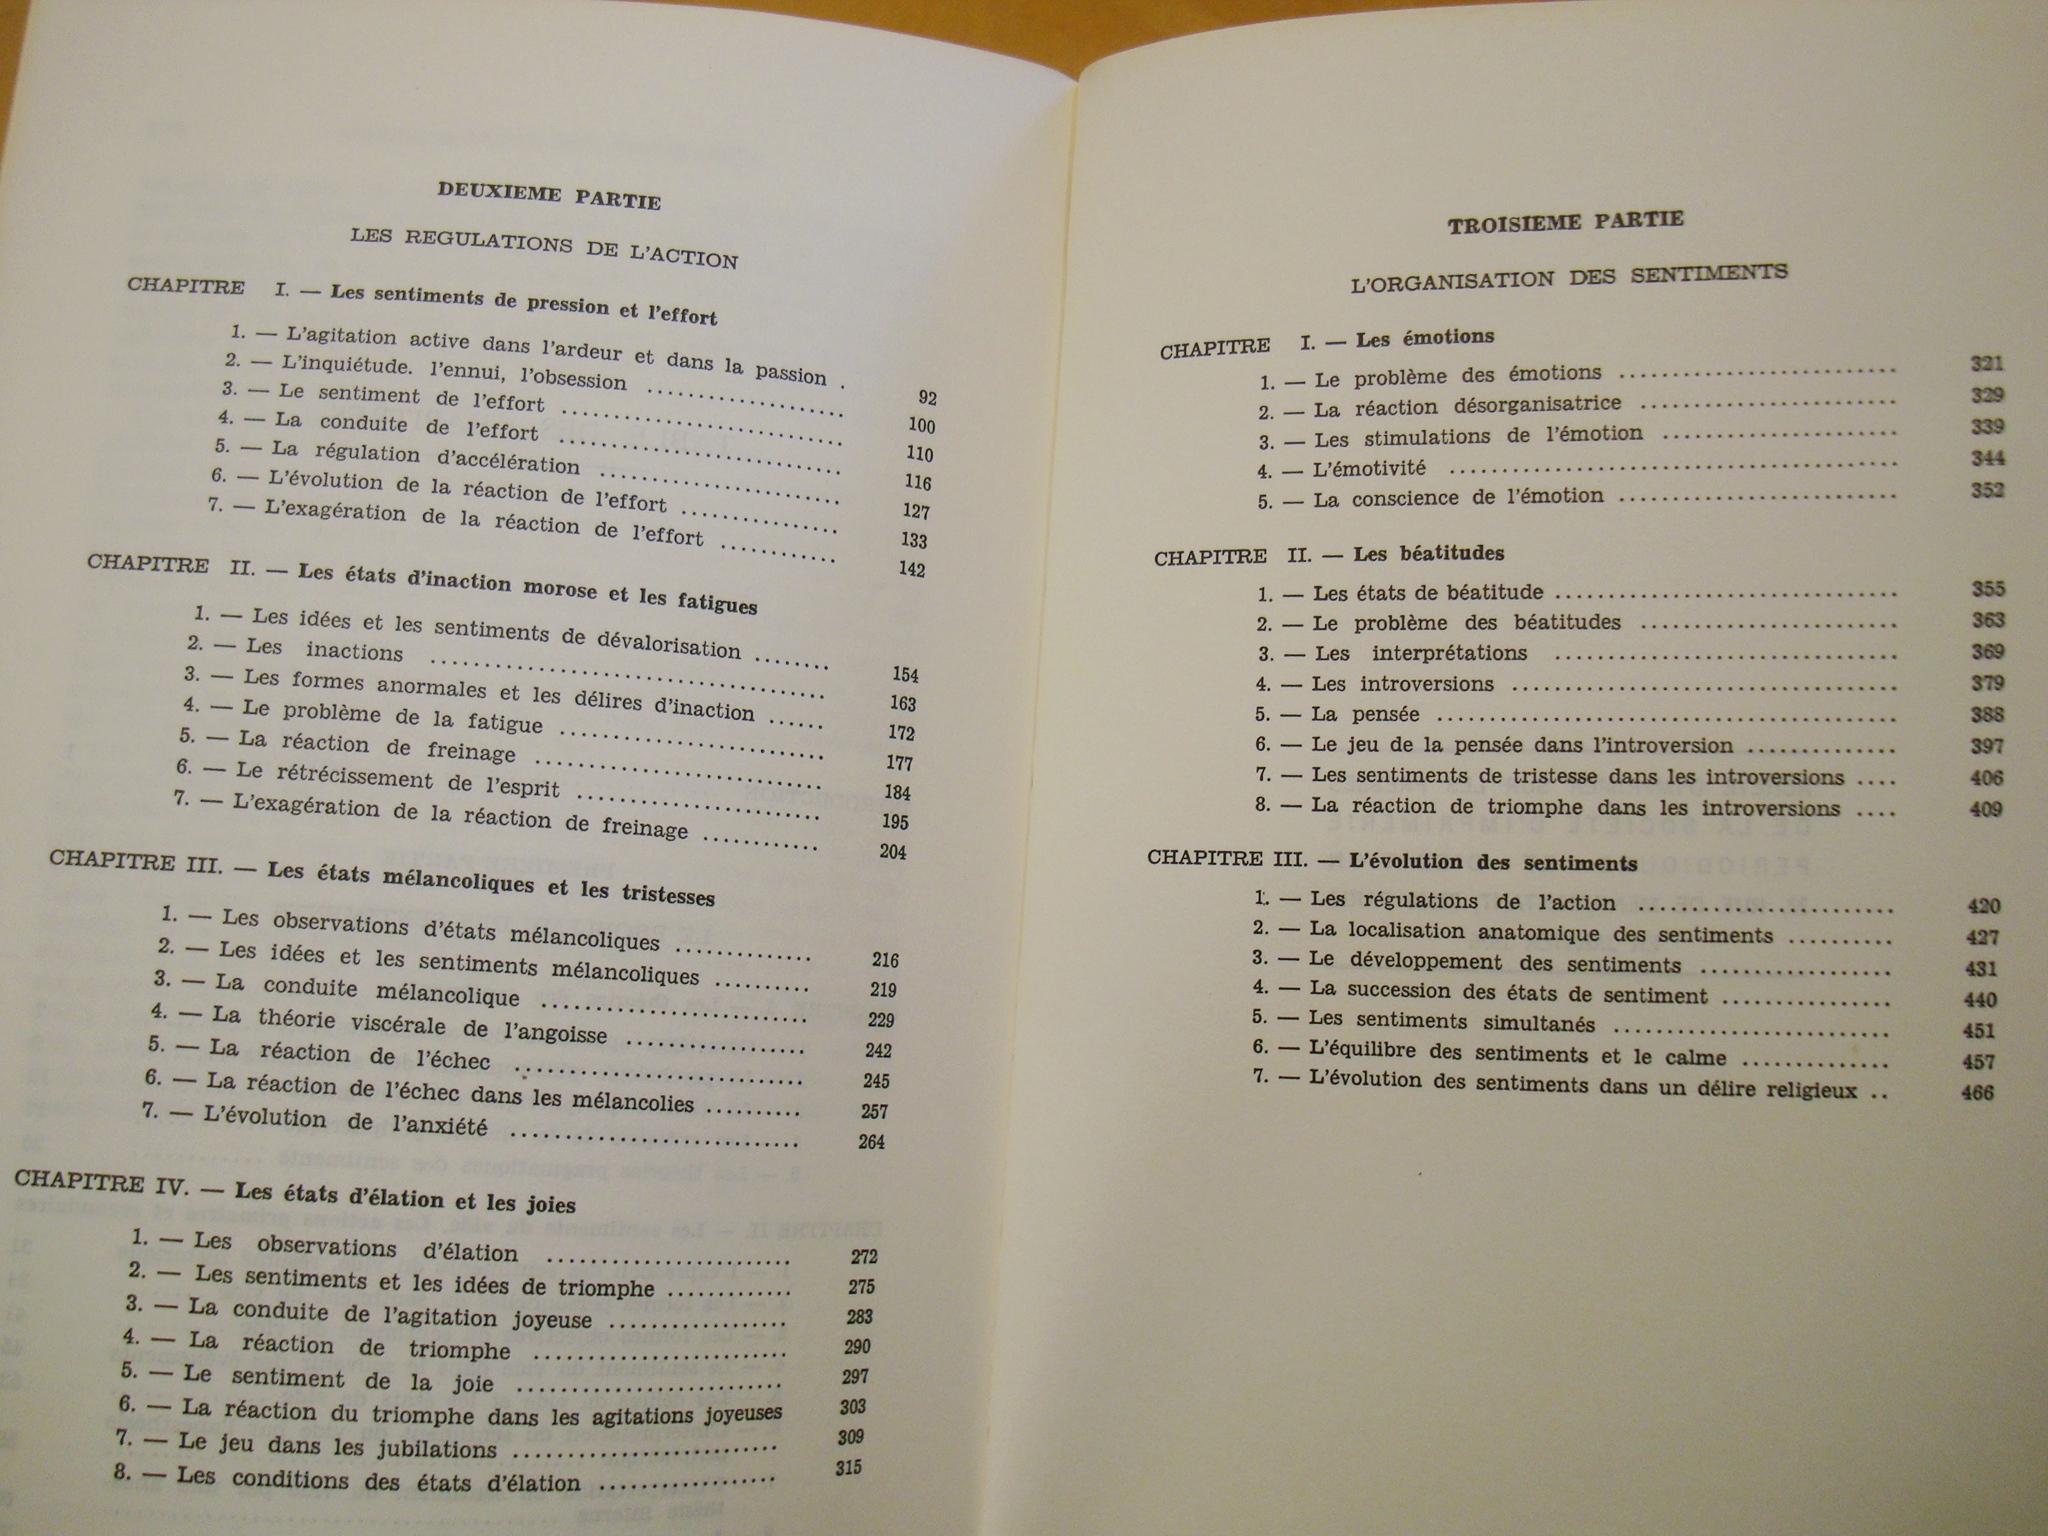 DEUXIEME PARTIE
LES REGULATIONS DE L'ACTION
CHAPITRE I. — Les sentiments de pression et l'effort
1. — L'agitation active dans l'ardeur et dans la passion . 92
2. — L'inquiétude. l'ennui, l'obsession .................... 100
3. — Le sentiment de l'effort .................... 110
4. — La conduite de l'effort .................... 116
5. — La régulation d'accélération .................... 127
6. — L'évolution de la réaction de l'effort ................ 133
7. — L'exagération de la réaction de l'effort ............ 142
CHAPITRE II. — Les états d'inaction morose et les fatigues
1. — Les idées et les sentiments de dévalorisation ........ 154
2. — Les inactions .................... 163
3. — Les formes anormales et les délires d'inaction ...... 172
4. — Le problème de la fatigue .................... 177
5. — La réaction de freinage .................... 184
6. — Le rétrécissement de l'esprit .................... 195
7. — L'exagération de la réaction de freinage ............ 204
CHAPITRE III. — Les états mélancoliques et les tristesses
1. — Les observations d'états mélancoliques .............. 216
2. — Les idées et les sentiments mélancoliques .......... 219
3. — La conduite mélancolique .................... 229
4. — La théorie viscérale de l'angoisse .................... 242
5. — La réaction de l'échec .................... 245
6. — La réaction de l'échec dans les mélancolies .......... 257
7. — L'évolution de l'anxiété .................... 264
CHAPITRE IV. — Les états d'élation et les joies
1. — Les observations d'élation .................... 272
2. — Les sentiments et les idées de triomphe ............. 275
3. — La conduite de l'agitation joyeuse .................... 283
4. — La réaction de triomphe .................... 290
5. — Le sentiment de la joie .................... 297
6. — La réaction du triomphe dans les agitations joyeuses 303
7. — Le jeu dans les jubilations .................... 309
8. — Les conditions des états d'élation .................... 315
TROISIEME PARTIE
L'ORGANISATION DES SENTIMENTS
CHAPITRE I. — Les émotions
1. — Le problème des émotions .................... 321
2. — La réaction désorganisatrice .................... 329
3. — Les stimulations de l'émotion .................... 339
4. — L'émotivité .................... 344
5. — La conscience de l'émotion .................... 352
CHAPITRE II. — Les béatitudes
1. — Les états de béatitude .................... 355
2. — Le problème des béatitudes .................... 363
3. — Les interprétations .................... 369
4. — Les introversions .................... 379
5. — La pensée .................... 388
6. — Le jeu de la pensée dans l'introversion .............. 397
7. — Les sentiments de tristesse dans les introversions .... 406
8. — La réaction de triomphe dans les introversions .... 409
CHAPITRE III. — L'évolution des sentiments
1. — Les régulations de l'action .................... 420
2. — La localisation anatomique des sentiments .......... 427
3. — Le développement des sentiments .................. 431
4. — La succession des états de sentiment ................ 440
5. — Les sentiments simultanés .................... 451
6. — L'équilibre des sentiments et le calme .............. 457
7. — L'évolution des sentiments dans un délire religieux .. 466